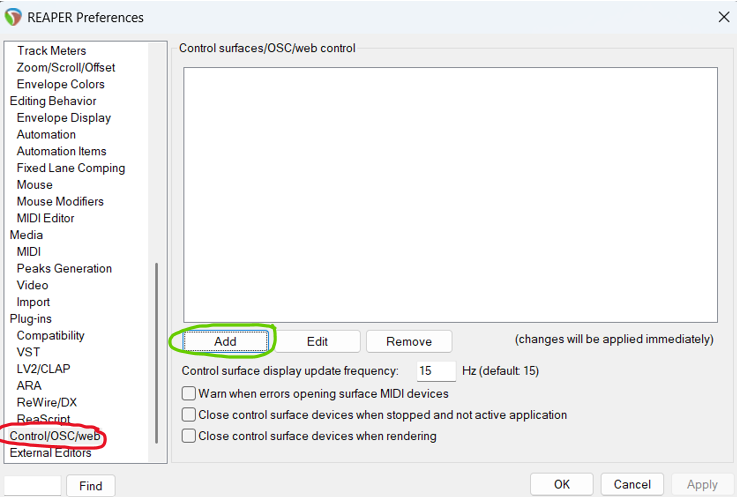 REAPER Preferences
Track Meters
Zoom/Scroll/Offset
Envelope Colors
Editing Behavior
Envelope Display
Automation
Automation Items
Fixed Lane Comping
Mouse
Mouse Modifiers
MIDI Editor
Media
MIDI
Peaks Generation
Video
Import
Plug-ins
Compatibility
VST
LV2/CLAP
ARA
ReWire/DX
ReaScript
Control/OSC/web
External Editors
Find
Control surfaces/OSC/web control
Add Edit Remove (changes will be applied immediately)
Control surface display update frequency: 15 Hz (default: 15)
Warn when errors opening surface MIDI devices
Close control surface devices when stopped and not active application
Close control surface devices when rendering
OK Cancel Apply